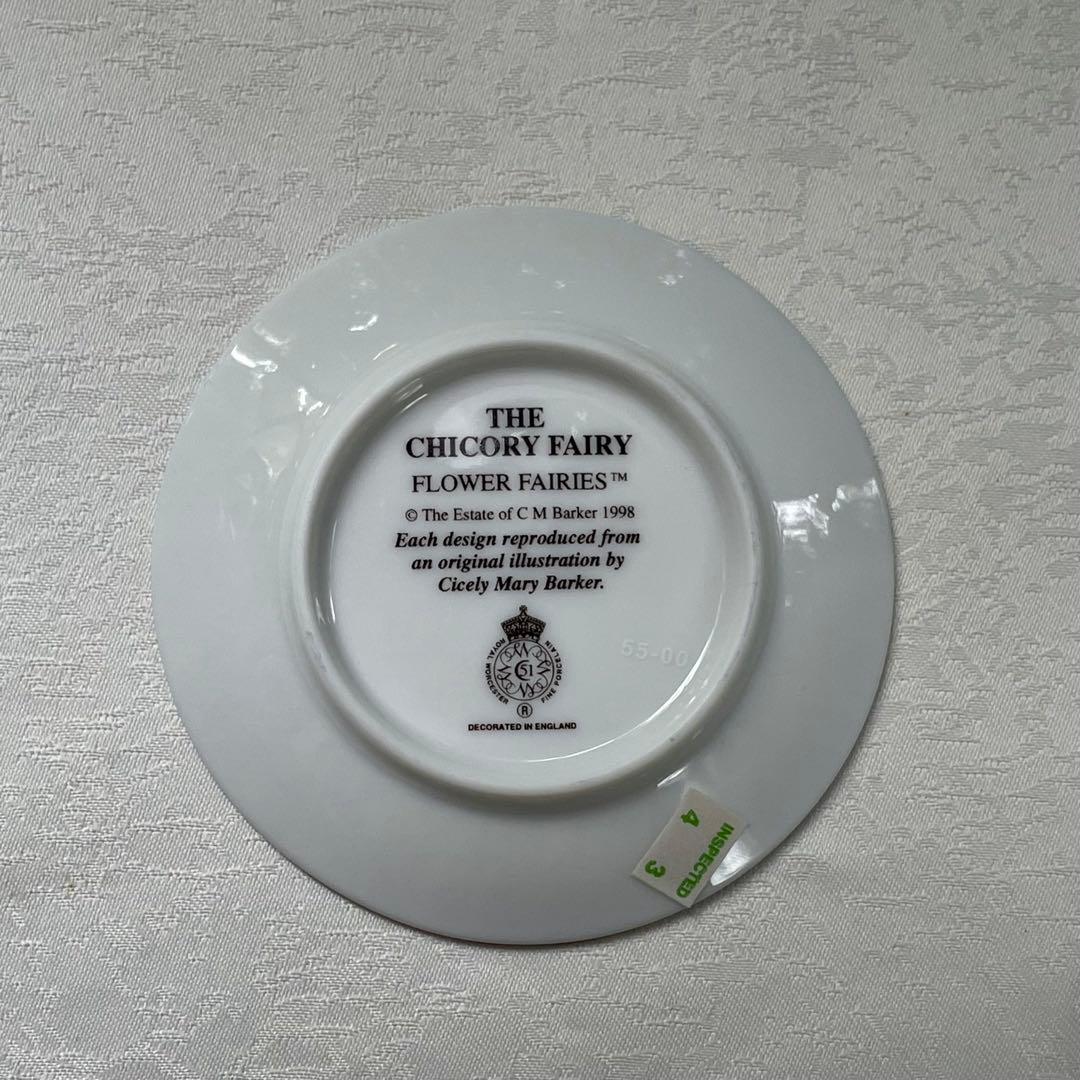 THE
CHICORY FAIRY
FLOWER FAIRIES™
© The Estate of C M Barker 1998
Each design reproduced from
an original illustration by
Cicely Mary Barker.
ROYAL WORCESTER FINE PORCELAIN
51
®
DECORATED IN ENGLAND
55-00
INSPECTED
4 3